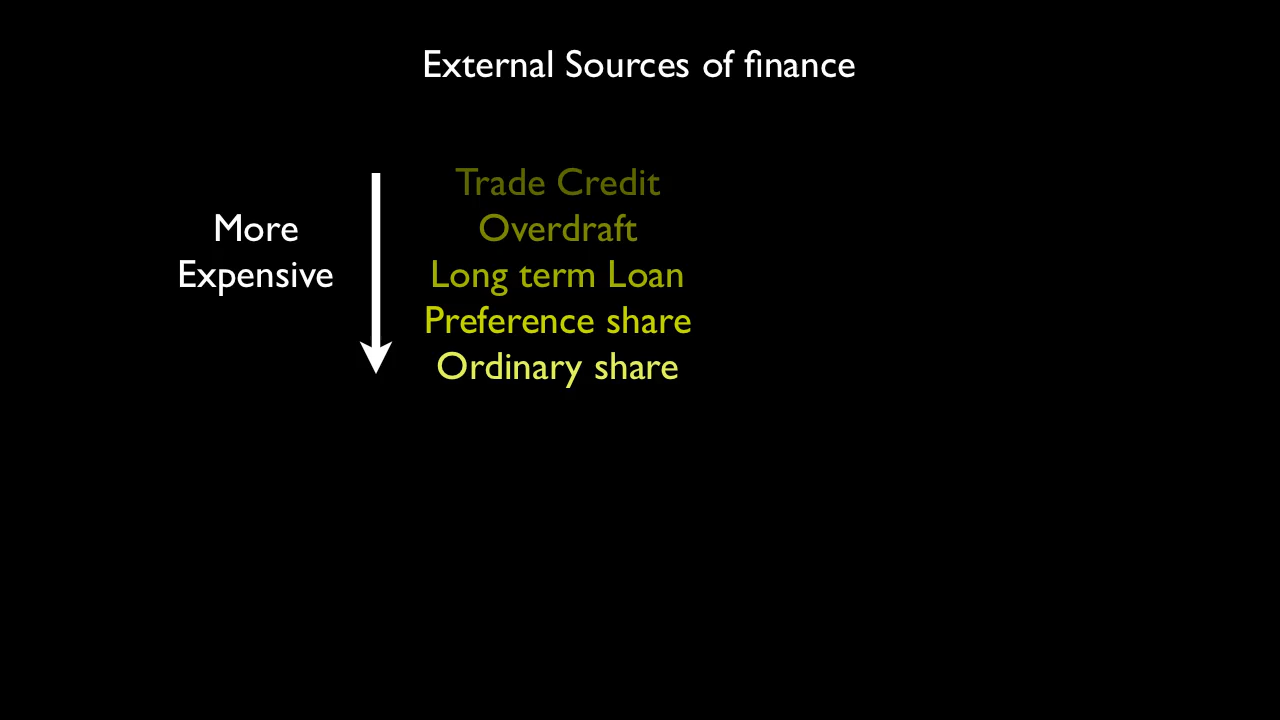 External Sources of finance
More
Expensive
Trade Credit
Overdraft
Long term Loan
Preference share
Ordinary share